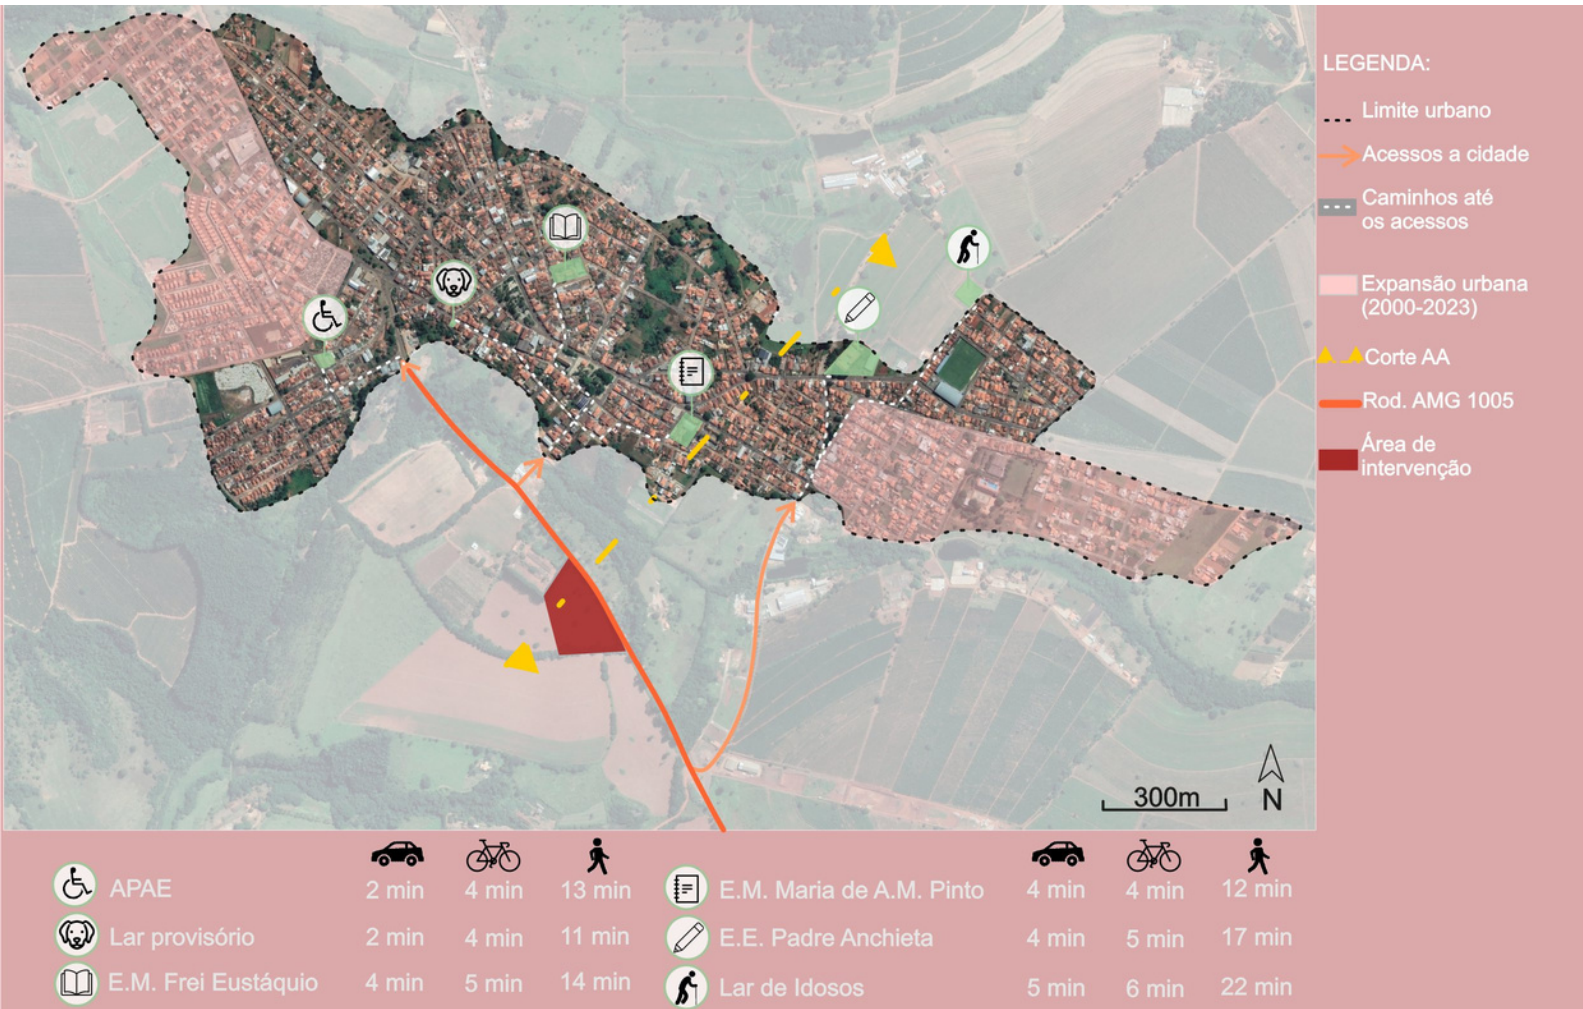 LEGENDA:
Limite urbano
Acessos a cidade
Caminhos até
os acessos
Expansão urbana
(2000-2023)
Corte AA
Rod. AMG 1005
Área de
intervenção
300m
N
APAE 2 min 4 min 13 min
Lar provisório 2 min 4 min 11 min
E.M. Frei Eustáquio 4 min 5 min 14 min
E.M. Maria de A.M. Pinto 4 min 4 min 12 min
E.E. Padre Anchieta 4 min 5 min 17 min
Lar de Idosos 5 min 6 min 22 min